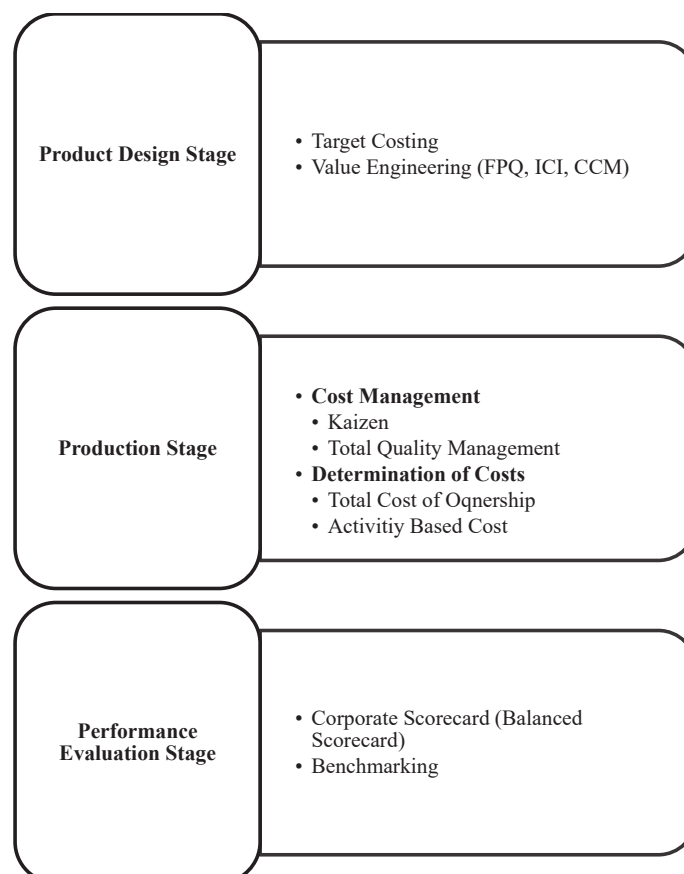 Product Design Stage
• Target Costing
• Value Engineering (FPQ, ICI, CCM)
Production Stage
• Cost Management
• Kaizen
• Total Quality Management
• Determination of Costs
• Total Cost of Oqnership
• Activitiy Based Cost
Performance
Evaluation Stage
• Corporate Scorecard (Balanced
Scorecard)
• Benchmarking